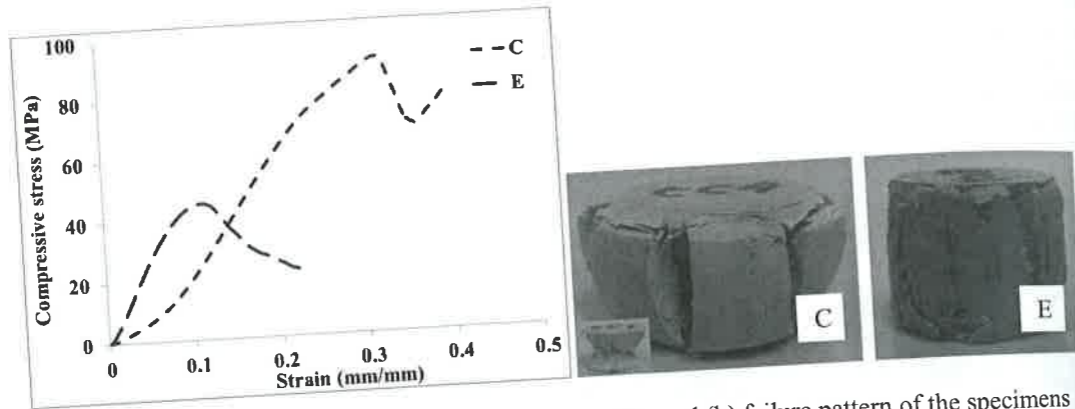 100
80
60
40
20
0
Compressive stress (MPa)
0 0.1 0.2 0.3 0.4 0.5
Strain (mm/mm)
C
E
C
E
(b) failure pattern of the specimens